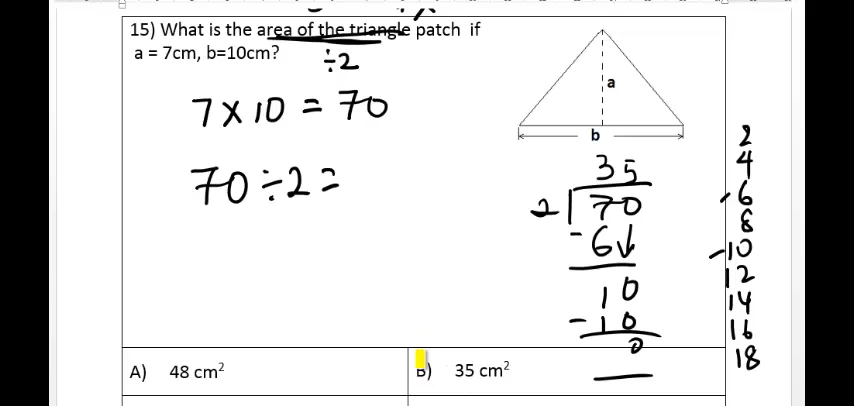 15) What is the area of the triangle patch if
a = 7cm, b=10cm?
÷2
7 x 10 = 70
70 ÷ 2 =
a
b
35
2 70
- 6↓
10
- 10
0
2
4
- 6
8
- 10
12
14
16
18
A) 48 cm²
B) 35 cm²